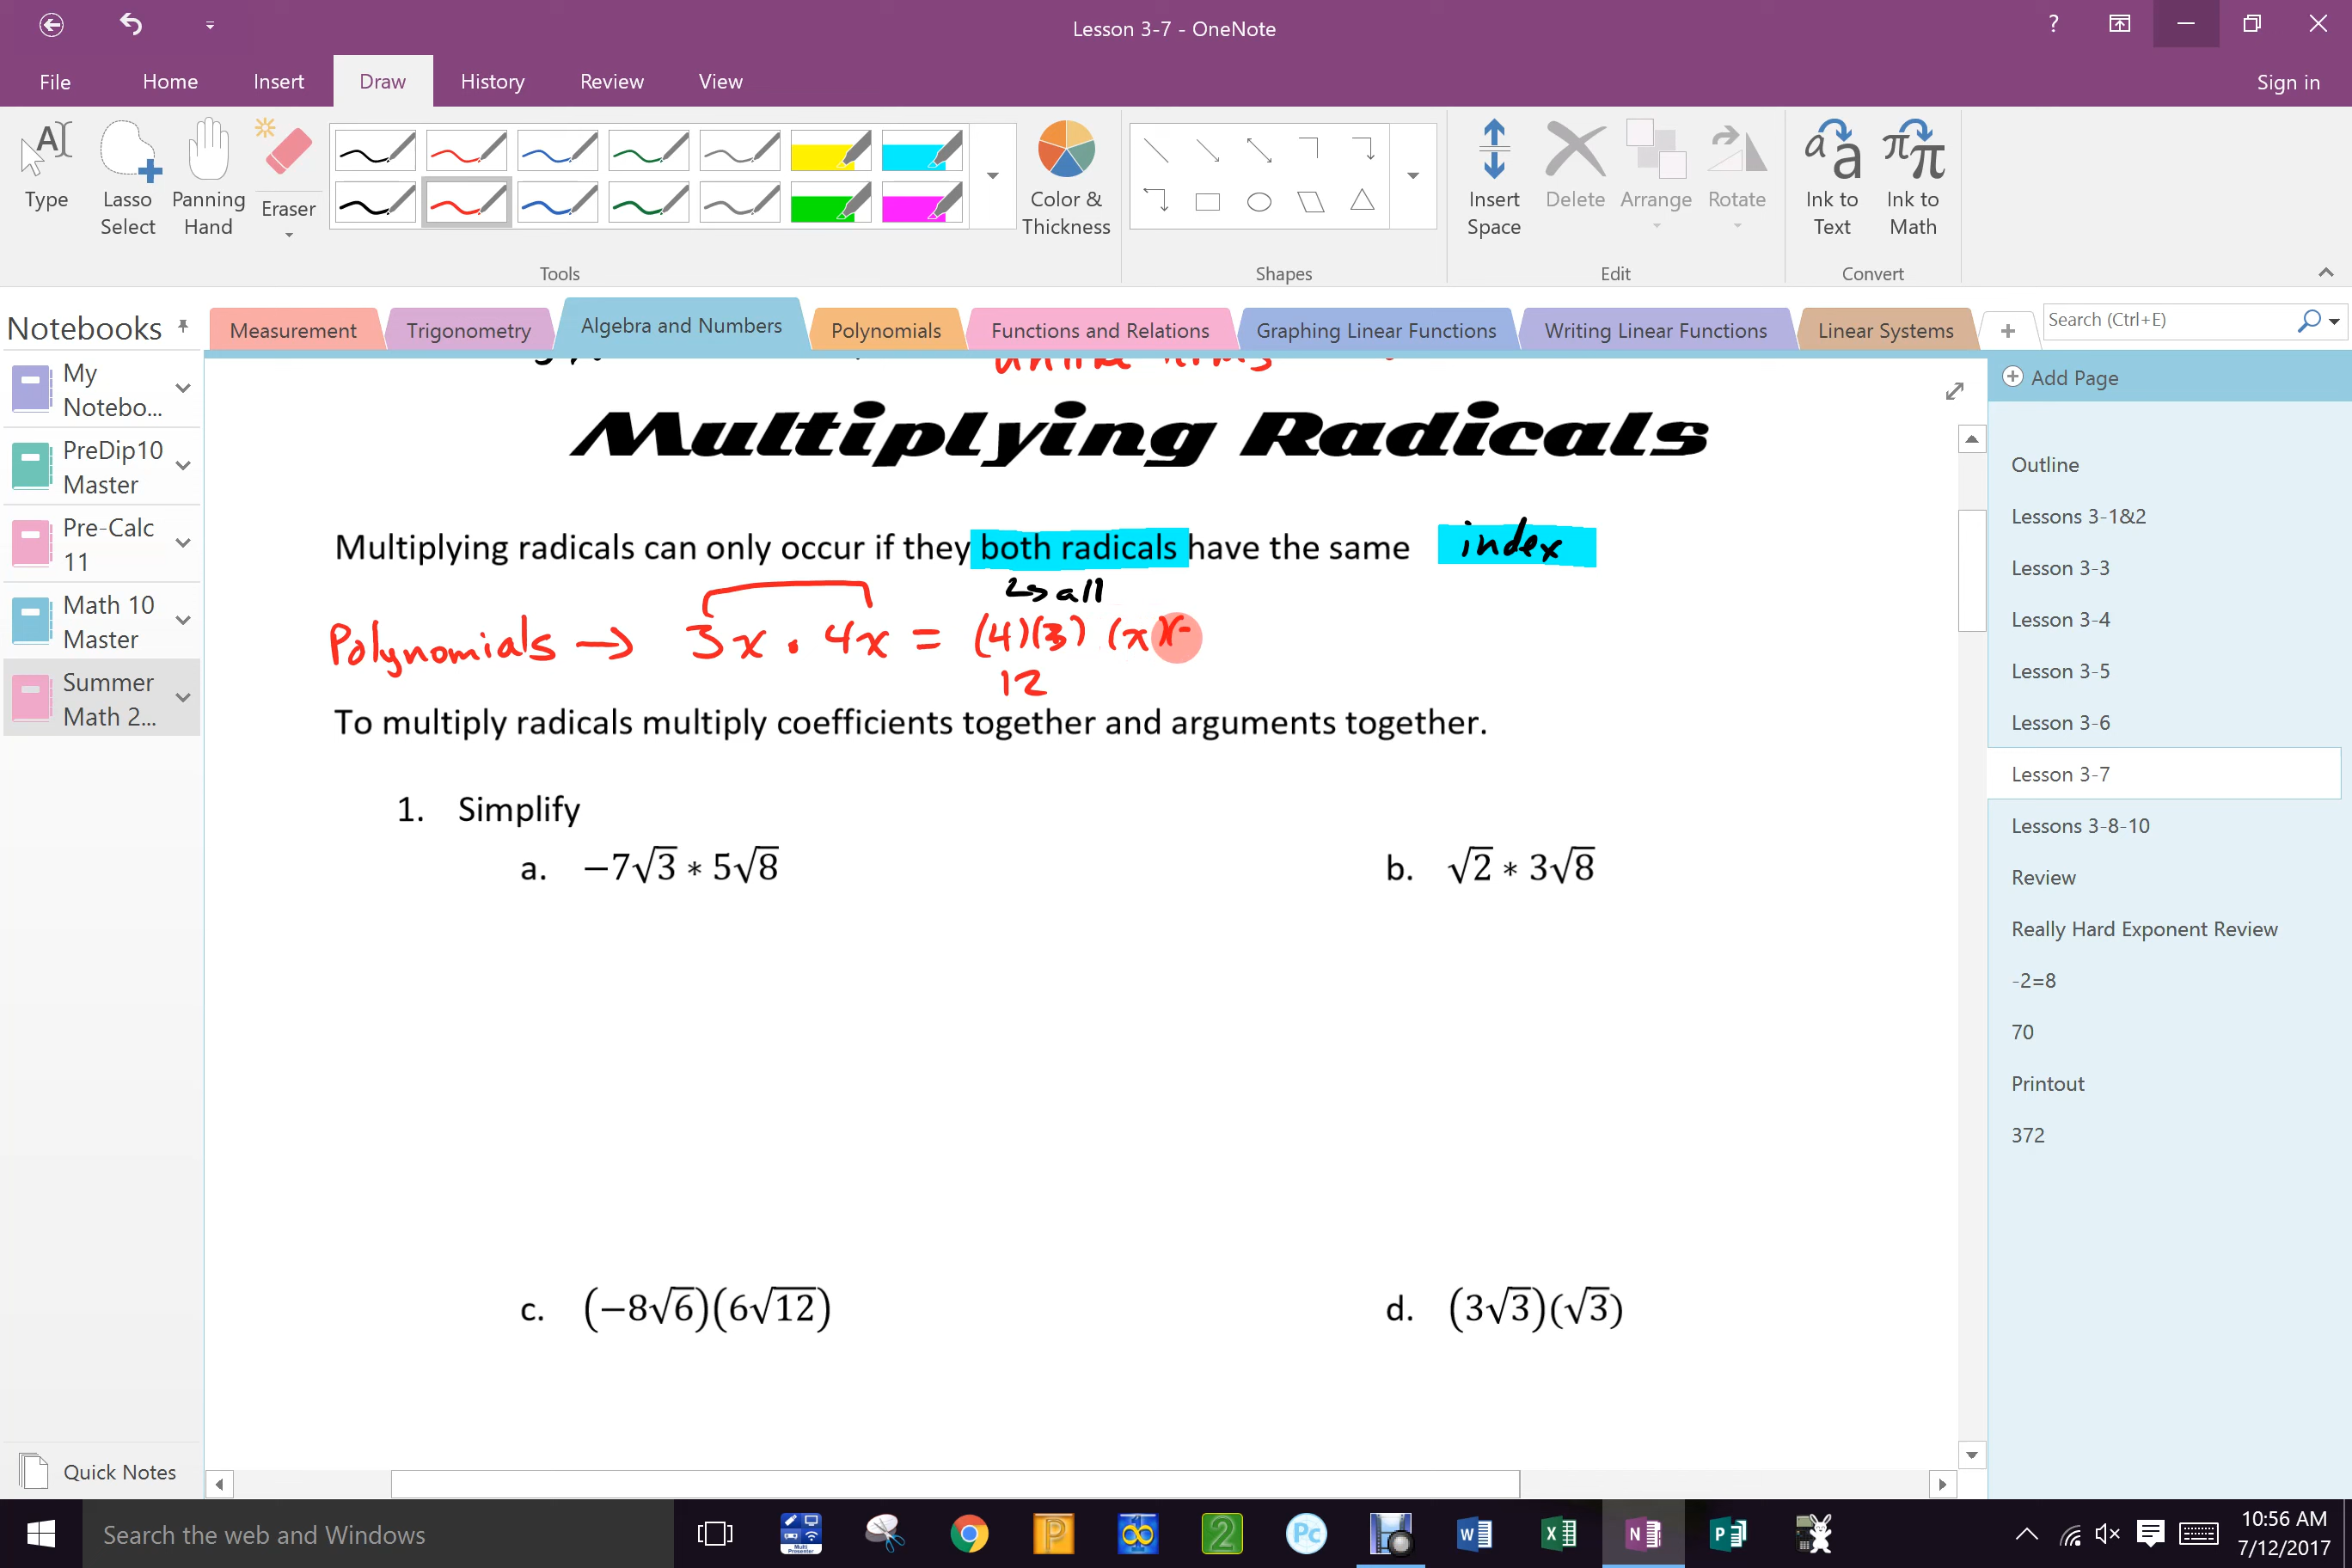 Lesson 3-7 - OneNote
?
File Home Insert Draw History Review View Sign in
Type
Lasso Select
Panning Hand
Eraser
Color & Thickness
Insert Space
Delete
Arrange
Rotate
Ink to Text
Ink to Math
Tools Shapes Edit Convert
Notebooks
Measurement Trigonometry Algebra and Numbers Polynomials Functions and Relations Graphing Linear Functions Writing Linear Functions Linear Systems +
Search (Ctrl+E)
My Notebo...
PreDip10 Master
Pre-Calc 11
Math 10 Master
Summer Math 2...
Quick Notes
unlike terms
Multiplying Radicals
Multiplying radicals can only occur if they both radicals have the same index
↳ all
Polynomials → 3x · 4x = (4)(3) (x)(-
12
To multiply radicals multiply coefficients together and arguments together.
1. Simplify
a. −7√3 ∗ 5√8
b. √2 ∗ 3√8
c. (−8√6)(6√12)
d. (3√3)(√3)
Add Page
Outline
Lessons 3-1&2
Lesson 3-3
Lesson 3-4
Lesson 3-5
Lesson 3-6
Lesson 3-7
Lessons 3-8-10
Review
Really Hard Exponent Review
-2=8
70
Printout
372
Search the web and Windows
10:56 AM
7/12/2017